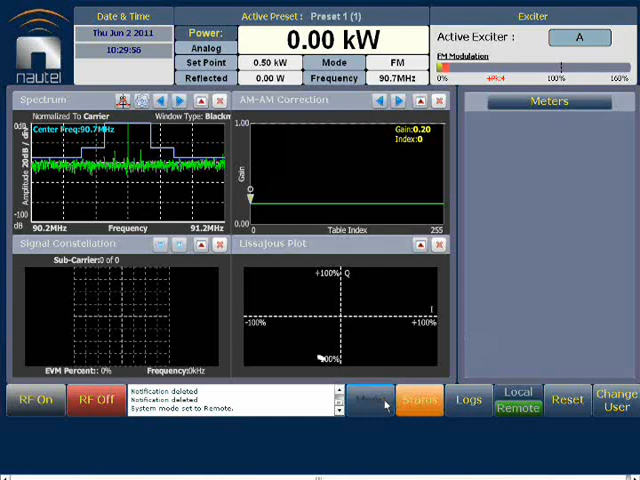 Date & Time
Thu Jun 2 2011
10:29:56
nautel
Active Preset : Preset 1 (1)
Power:
Analog
0.00 kW
Set Point
0.50 kW
Mode
FM
Reflected
0.00 W
Frequency
90.7MHz
Exciter
Active Exciter :
A
FM Modulation
0%
100%
160%
Spectrum
Normalized To:Carrier
Window Type: Blackm
0dB
Center Freq:90.7MHz
Amplitude 20dB / div
-100
dB
90.2MHz
Frequency
91.2MHz
AM-AM Correction
1.00
Gain:0.20
Index:0
Gain
0.00
0
Table Index
255
Meters
Signal Constellation
Sub-Carrier:0 of 0
EVM Percent:: 0%
Frequency:0kHz
Lissajous Plot
+100%
Q
I
-100%
+100%
RF On
RF Off
Notification deleted
Notification deleted
System mode set to Remote.
Status
Logs
Local
Remote
Reset
Change
User